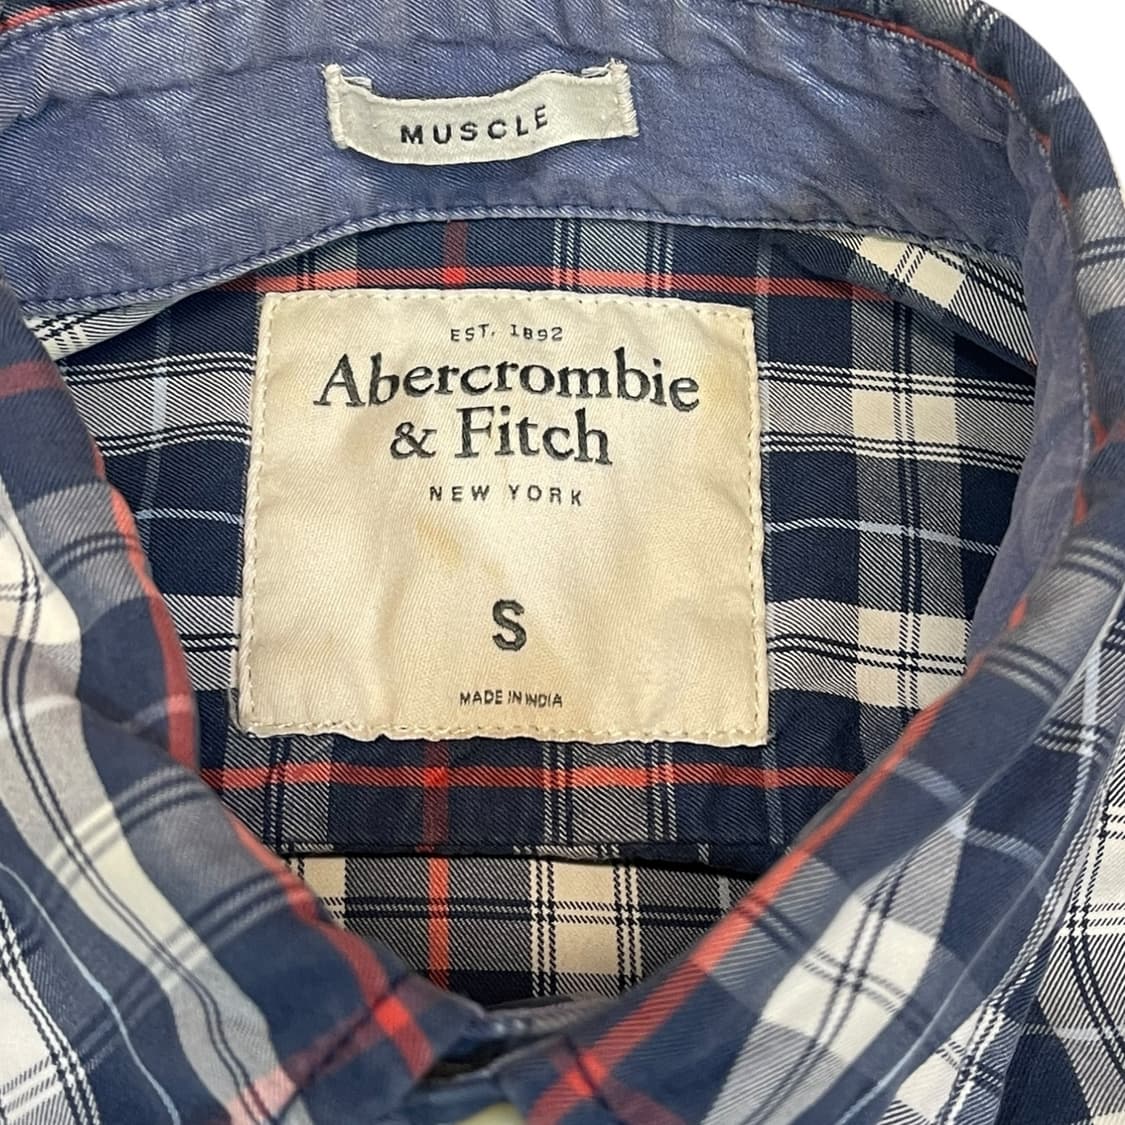 MUSCLE
EST. 1892
Abercrombie
& Fitch
NEW YORK
S
MADE IN INDIA